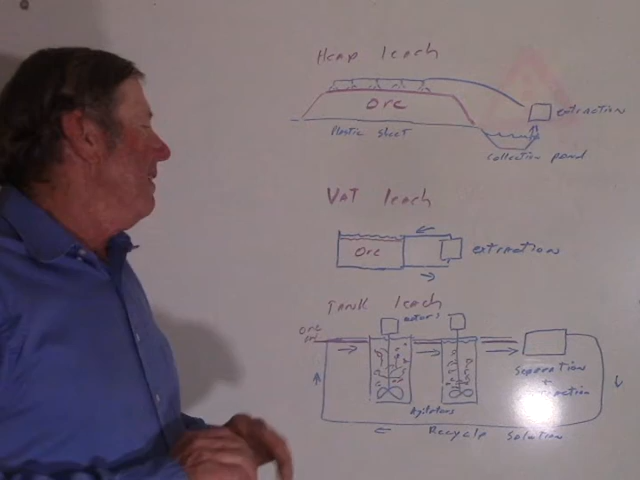 Heap leach
Ore
extraction
Plastic sheet
collection pond
VAT leach
Ore
extractions
TANK leach
motors
ore
in
Separation
+
Agitators
Recycle Solution